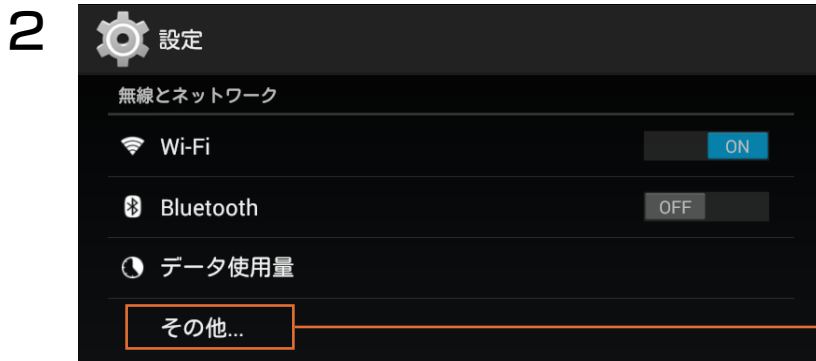 2
設定
無線とネットワーク
Wi-Fi ON
Bluetooth OFF
データ使用量
その他...